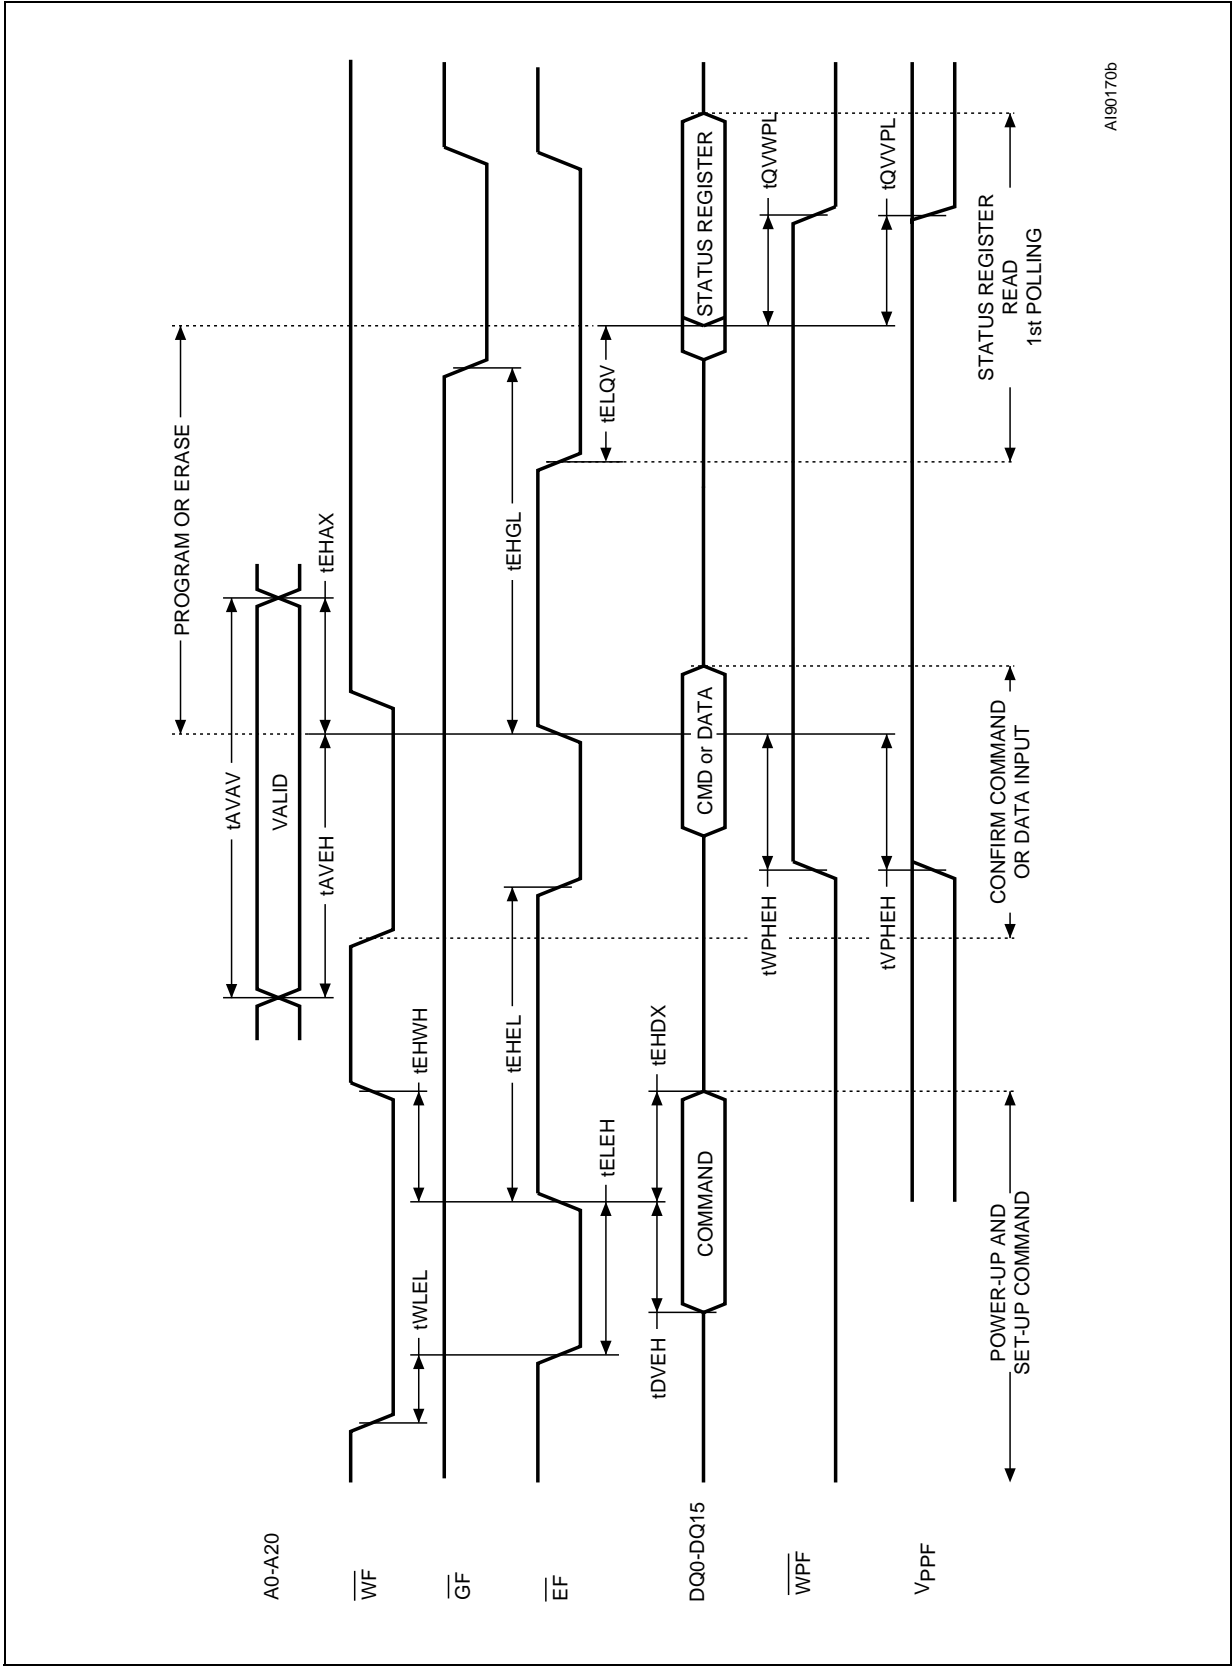 PROGRAM OR ERASE
tAVAV
A0-A20
VALID
tAVEH
tEHAX
WF
tWLEL
tEHWH
GF
tEHEL
tEHGL
EF
tELEH
tELQV
tDVEH
tEHDX
DQ0-DQ15
COMMAND
CMD or DATA
STATUS REGISTER
tWPHEH
tQVWPL
WPF
tVPHEH
tQVVPL
VPPF
POWER-UP AND
SET-UP COMMAND
CONFIRM COMMAND
OR DATA INPUT
STATUS REGISTER
READ
1st POLLING
AI90170b